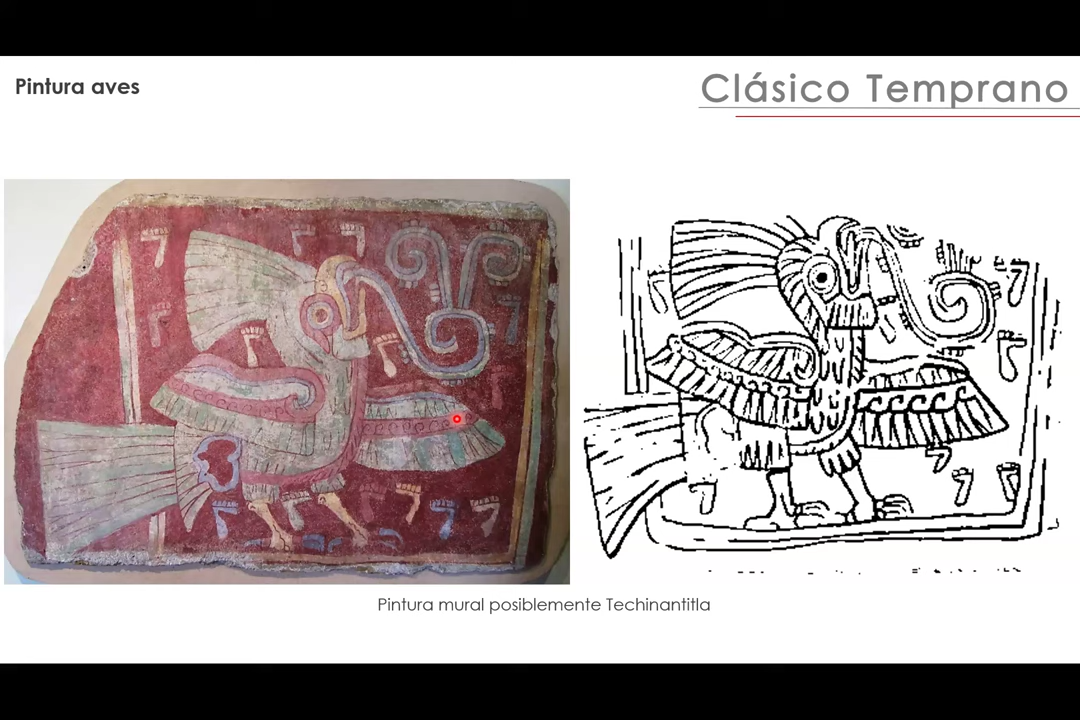 Pintura aves
Clásico Temprano
Pintura mural posiblemente Techinantitla